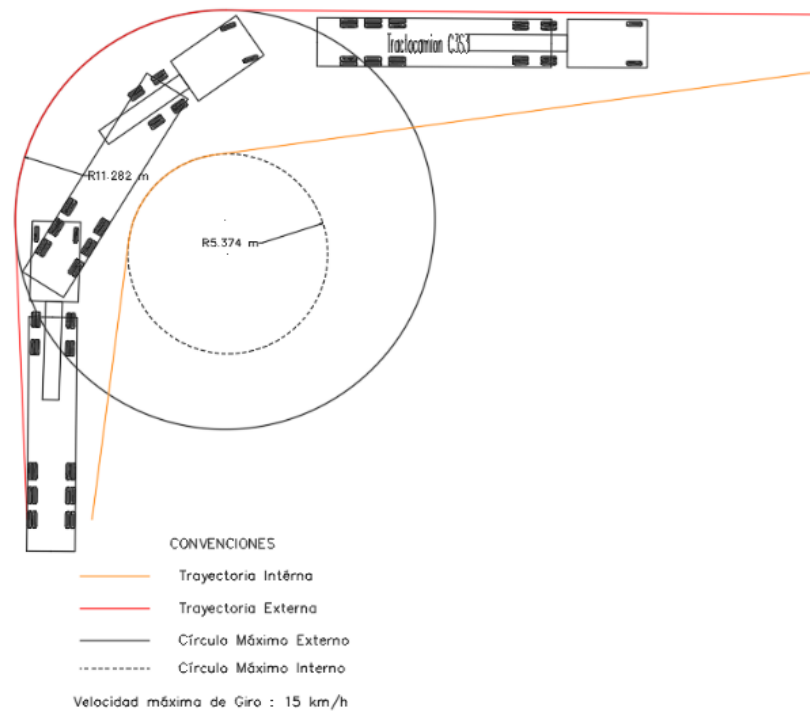 Tractocamion C3S3
R11.282 m
R5.374 m
CONVENCIONES
Trayectoria Intérna
Trayectoria Externa
Círculo Máximo Externo
Círculo Máximo Interno
Velocidad máxima de Giro : 15 km/h